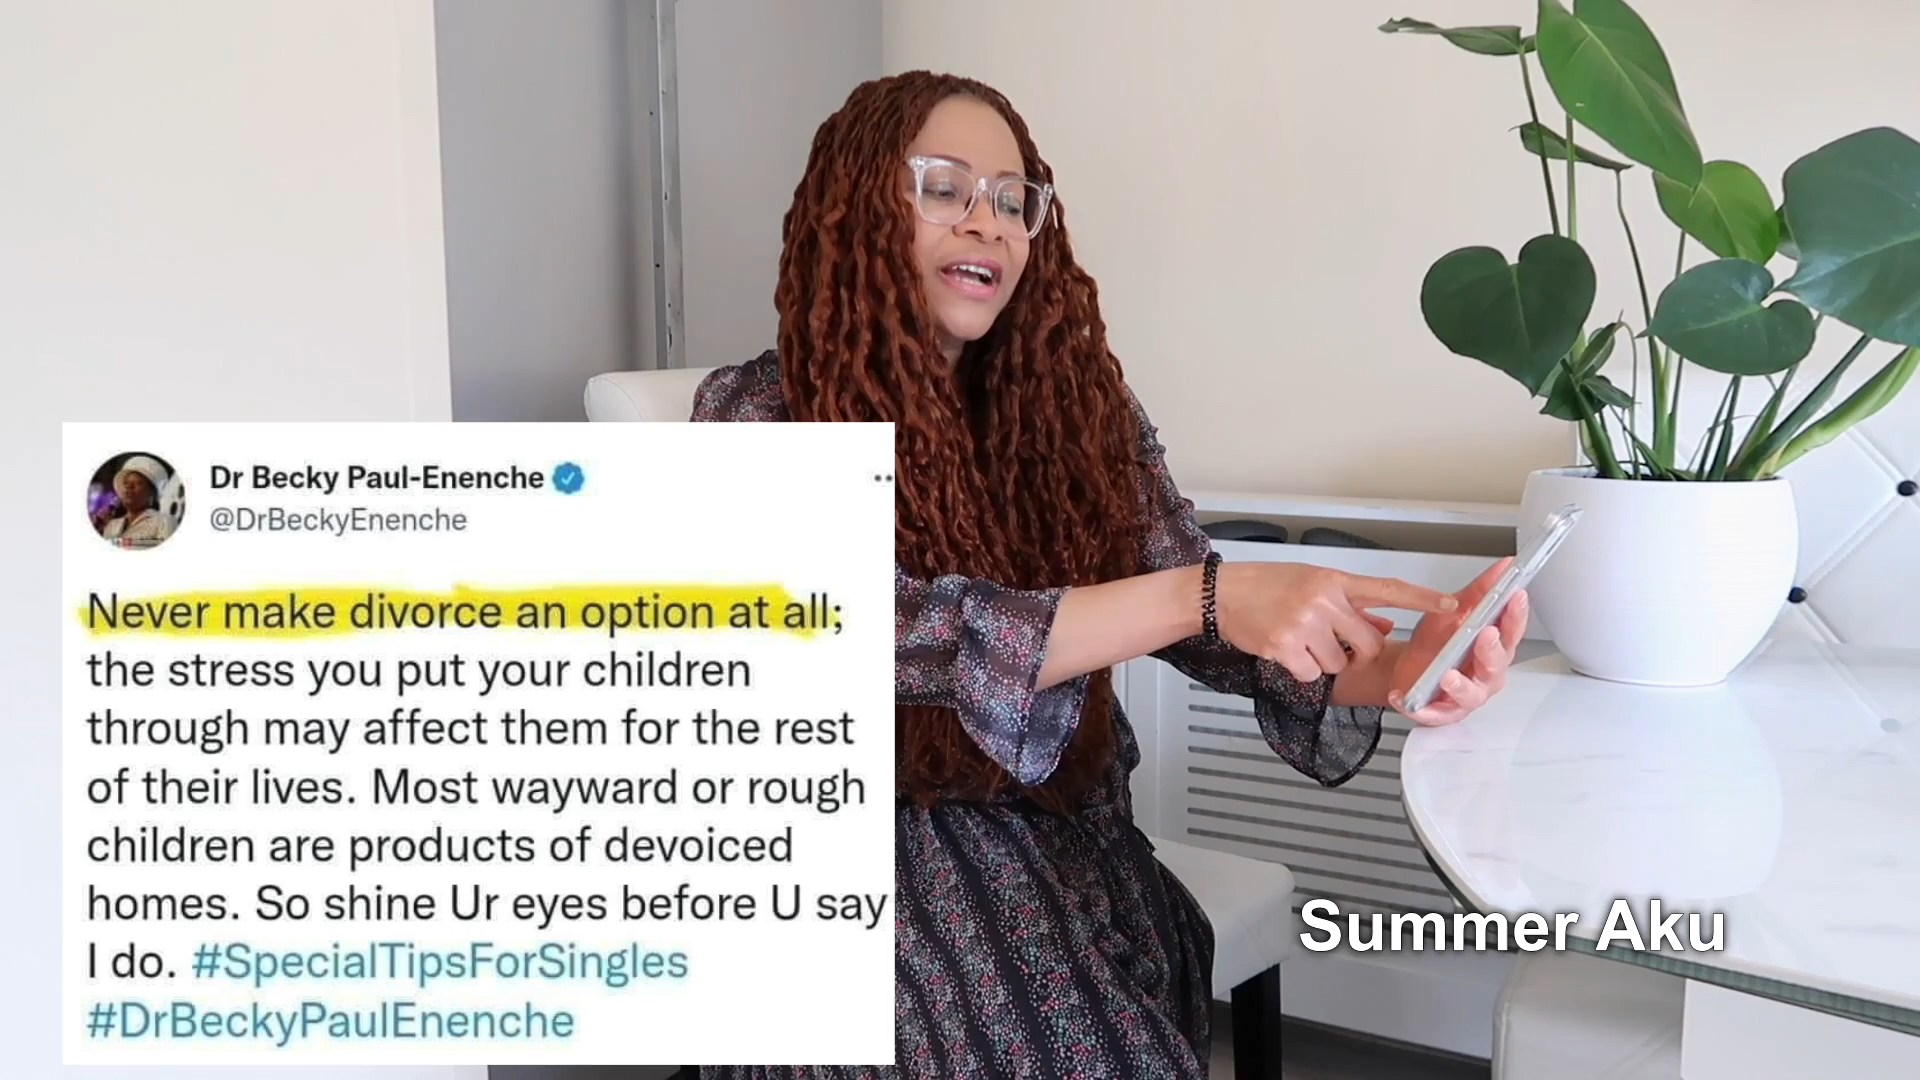 Dr Becky Paul-Enenche
@DrBeckyEnenche
Never make divorce an option at all;
the stress you put your children
through may affect them for the rest
of their lives. Most wayward or rough
children are products of devoiced
homes. So shine Ur eyes before U say
I do. #SpecialTipsForSingles
#DrBeckyPaulEnenche
Summer Aku